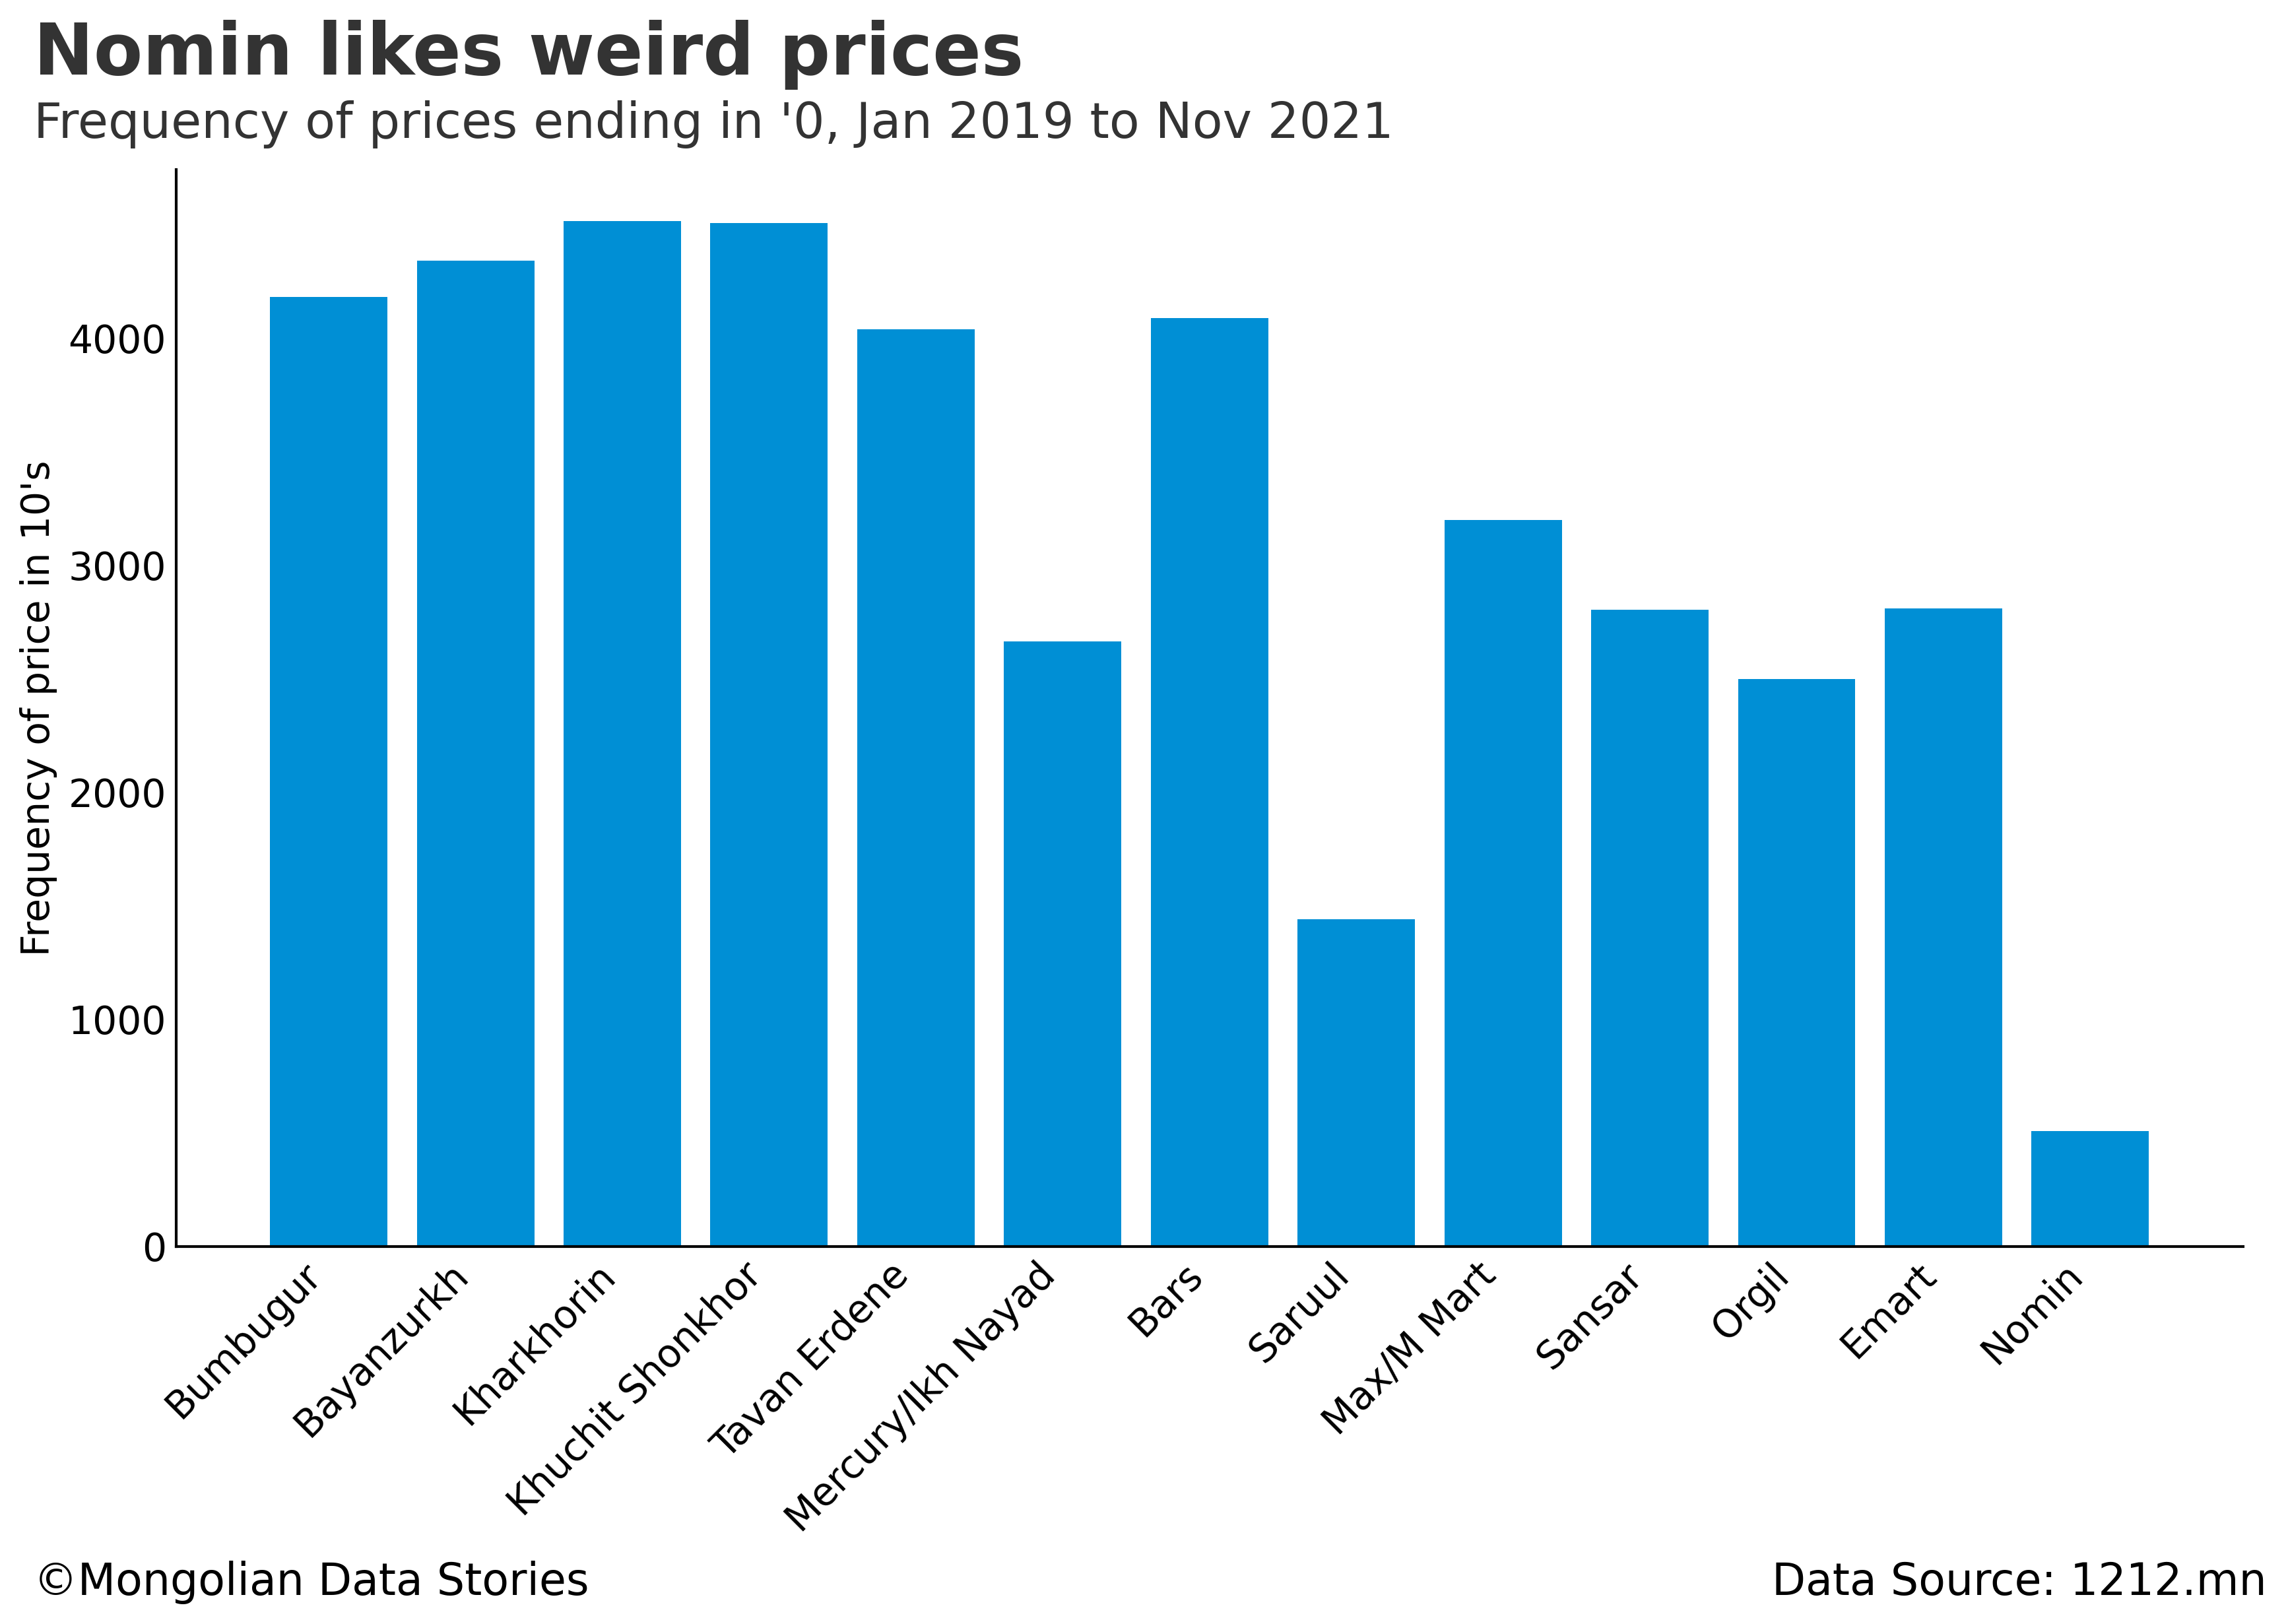 Nomin likes weird prices
Frequency of prices ending in '0, Jan 2019 to Nov 2021
Frequency of price in 10's
4000
3000
2000
1000
0
Bumbugur
Bayanzurkh
Kharkhorin
Khuchit Shonkhor
Tavan Erdene
Mercury/Ikh Nayad
Bars
Saruul
Max/M Mart
Sansar
Orgil
Emart
Nomin
©Mongolian Data Stories
Data Source: 1212.mn